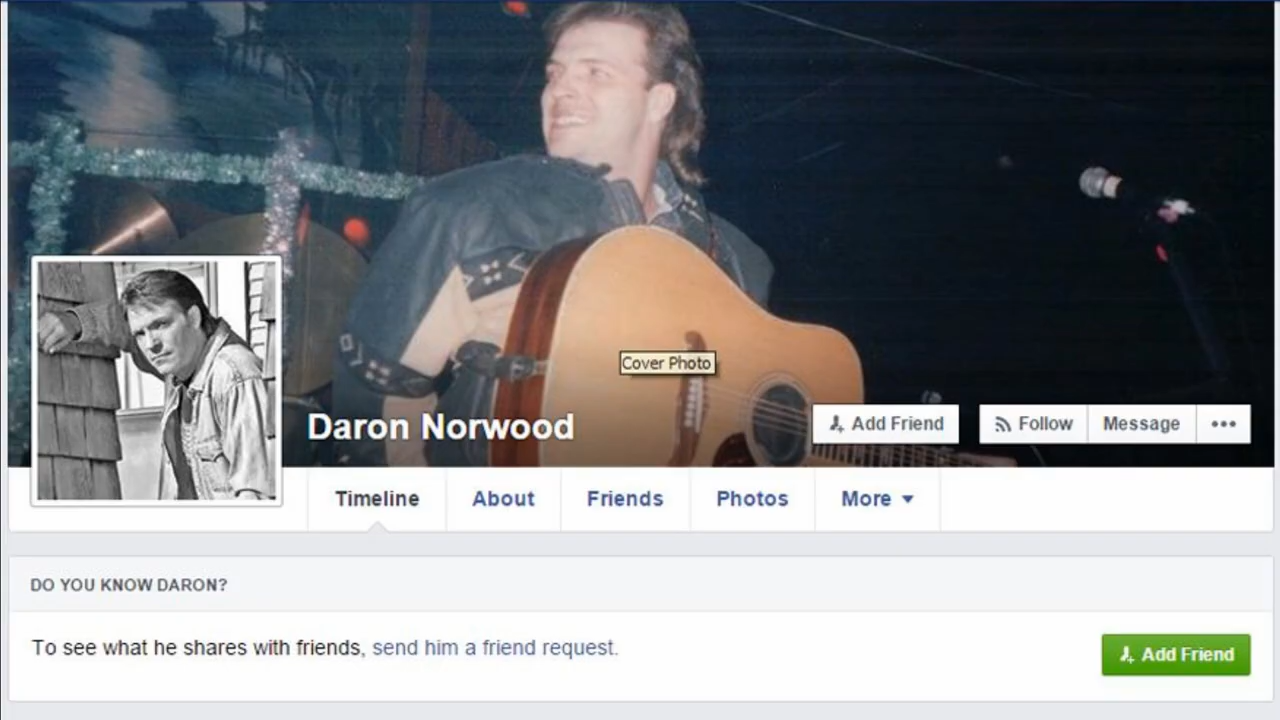 Cover Photo
Daron Norwood
Add Friend
Follow
Message
Timeline
About
Friends
Photos
More
DO YOU KNOW DARON?
To see what he shares with friends, send him a friend request.
Add Friend